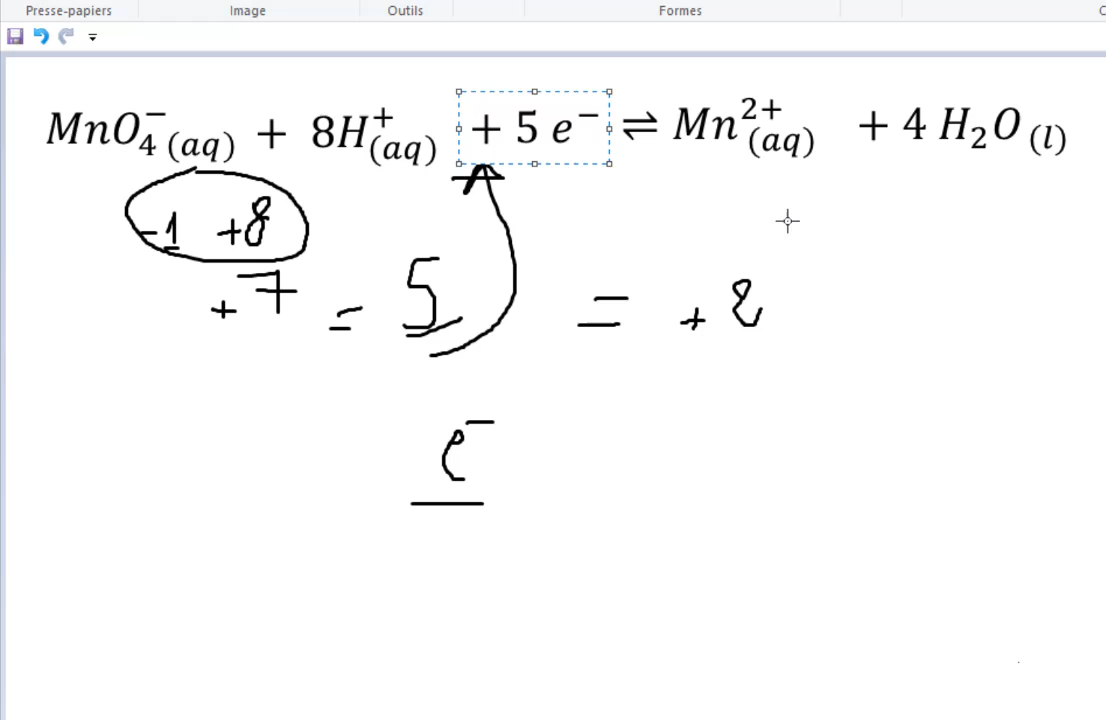 Presse-papiers Image Outils Formes
MnO₄⁻(aq) + 8H⁺(aq) + 5 e⁻ ⇌ Mn²⁺(aq) + 4 H₂O (l)
-1 +8
+7 = 5 = +2
e⁻